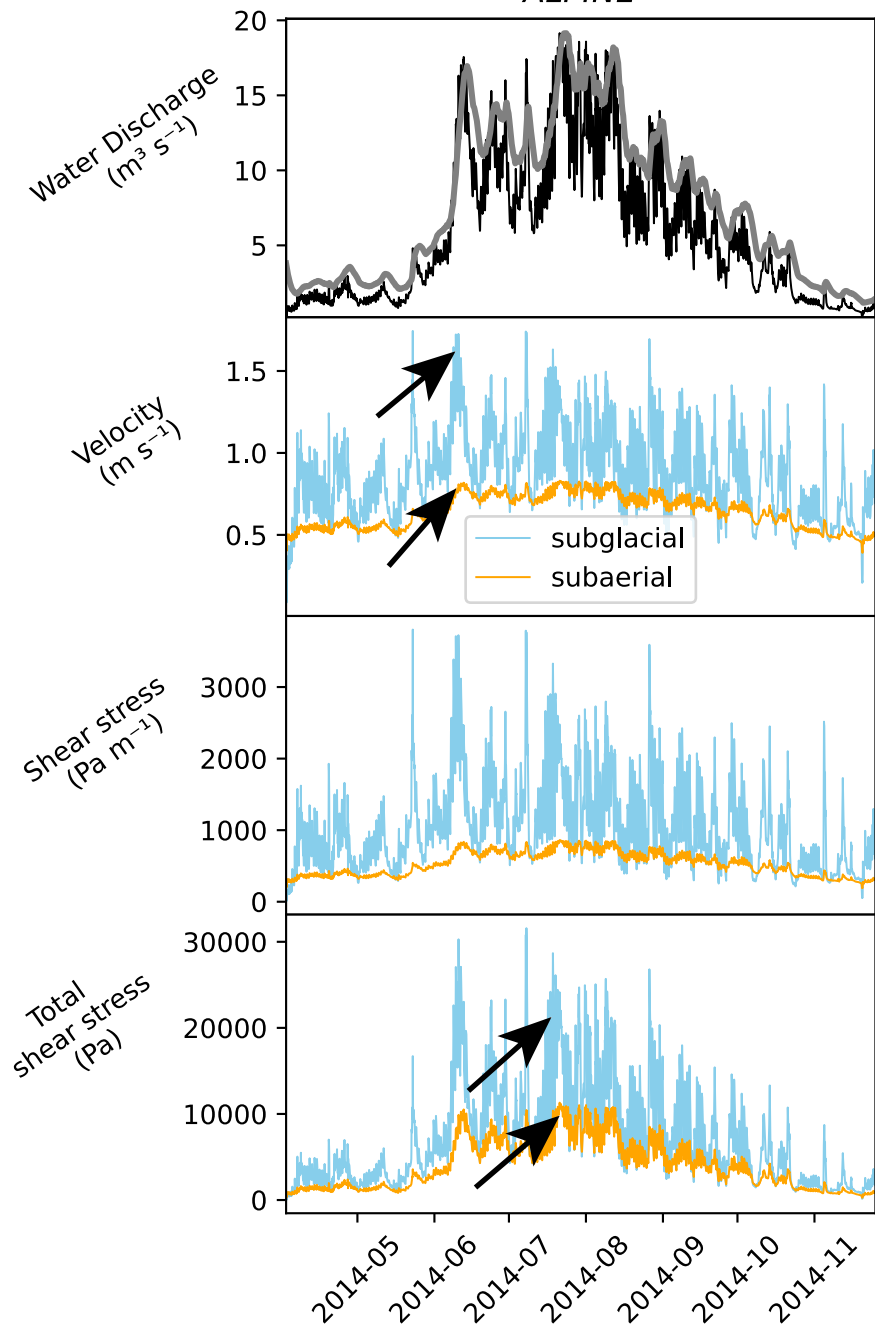 ALPINE
20
15
10
5
Water Discharge
(m³ s⁻¹)
1.5
1.0
0.5
Velocity
(m s⁻¹)
subglacial
subaerial
3000
2000
1000
0
Shear stress
(Pa m⁻¹)
30000
20000
10000
0
Total
shear stress
(Pa)
2014-05
2014-06
2014-07
2014-08
2014-09
2014-10
2014-11